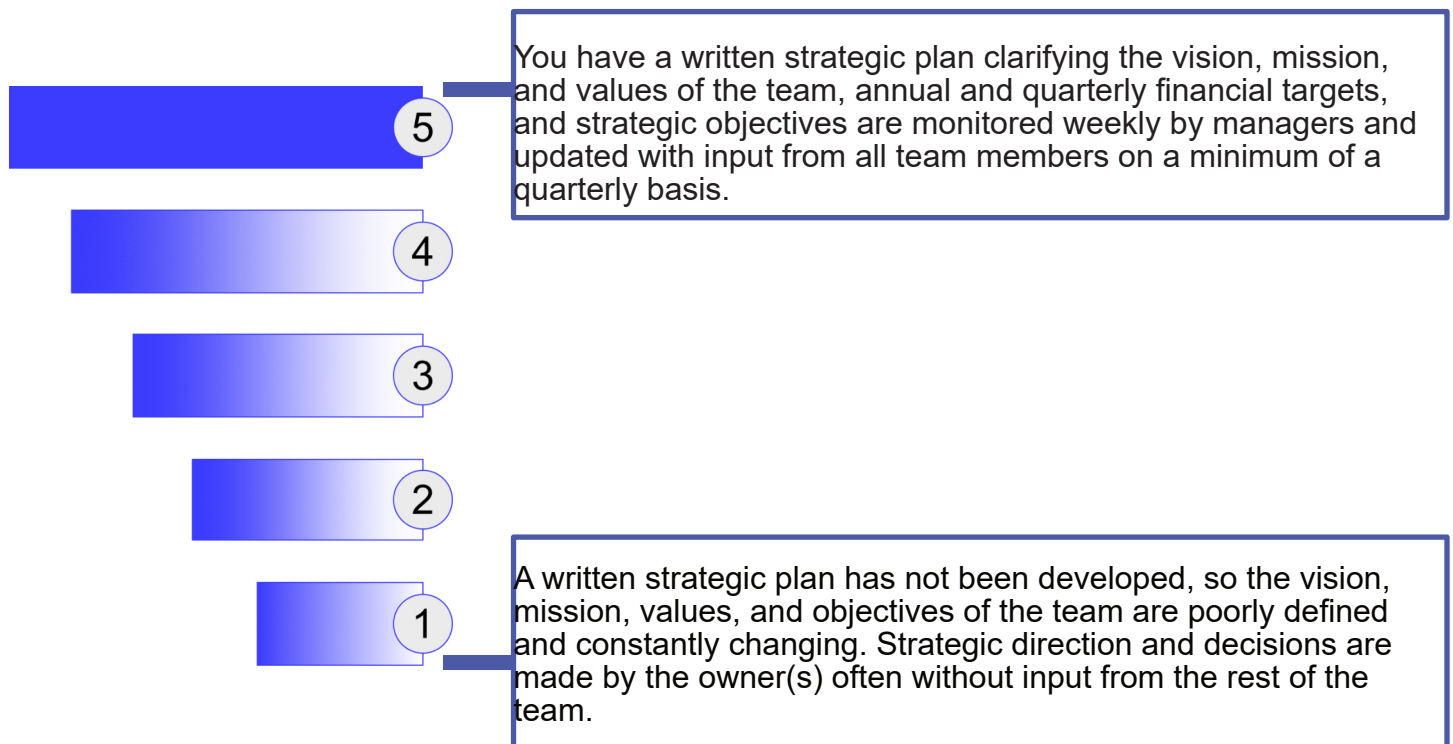 You have a written strategic plan clarifying the vision, mission,
and values of the team, annual and quarterly financial targets,
and strategic objectives are monitored weekly by managers and
updated with input from all team members on a minimum of a
quarterly basis.
5
4
3
2
1
A written strategic plan has not been developed, so the vision,
mission, values, and objectives of the team are poorly defined
and constantly changing. Strategic direction and decisions are
made by the owner(s) often without input from the rest of the
team.